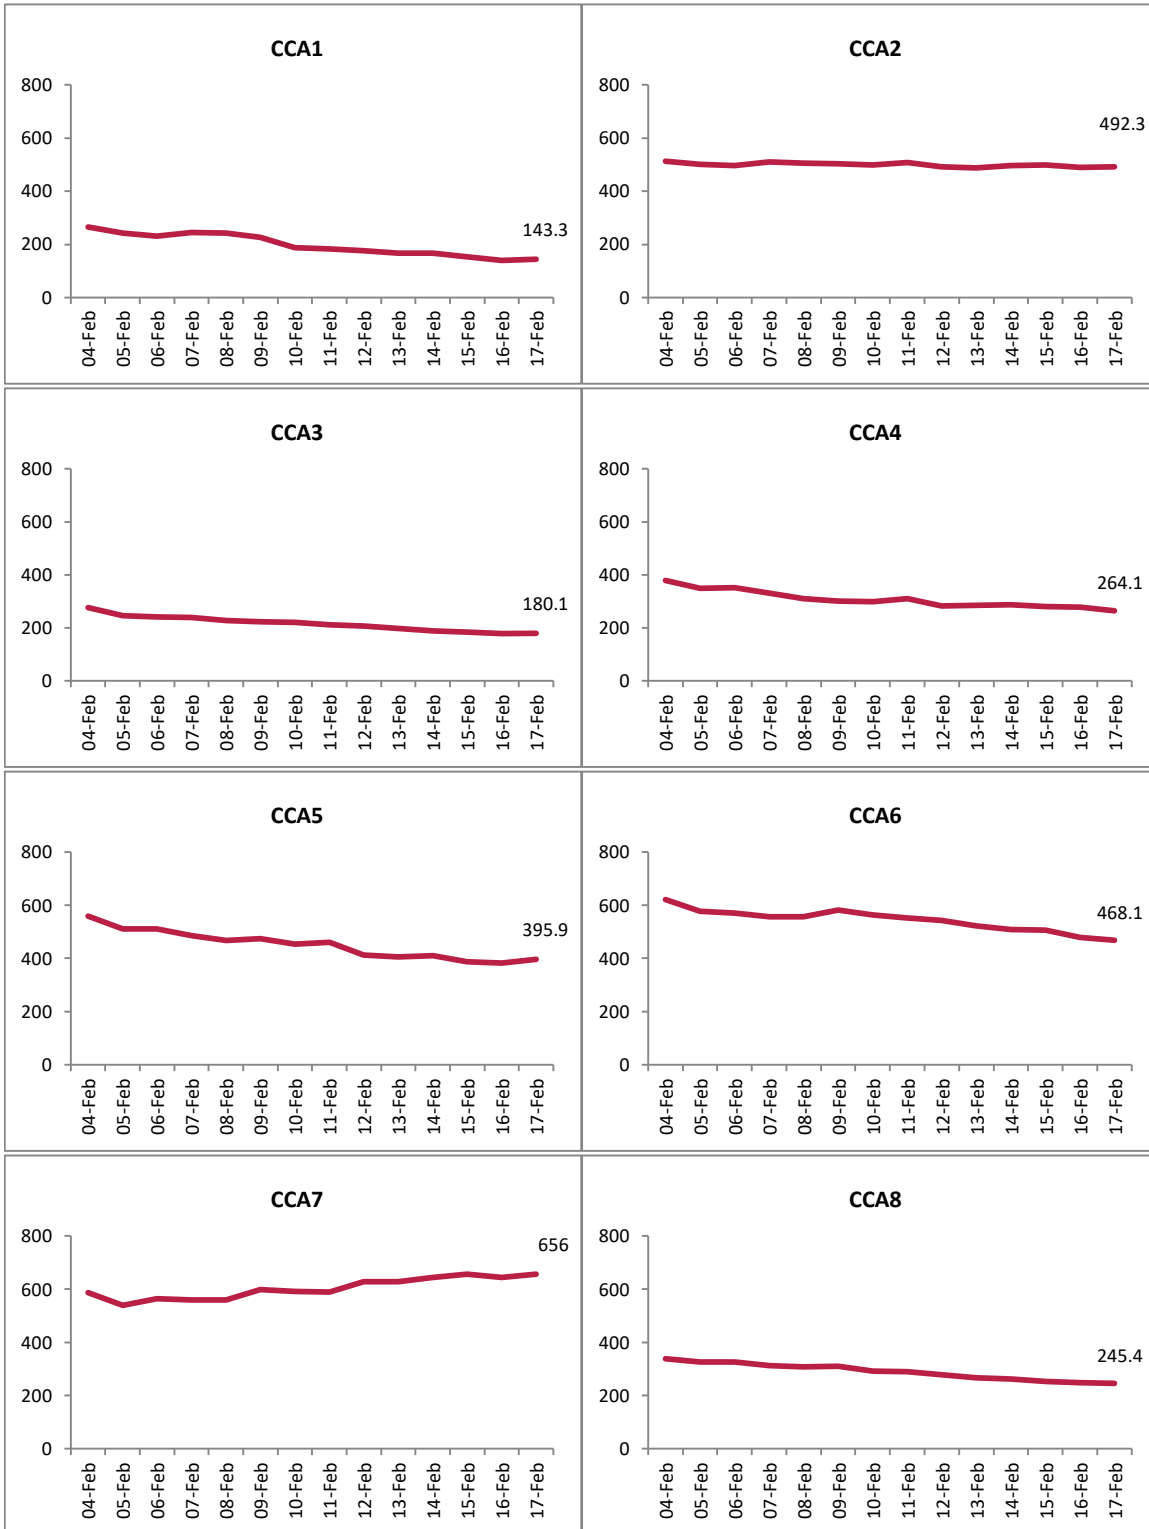 CCA1
800
600
400
200
0
143.3
04-Feb
05-Feb
06-Feb
07-Feb
08-Feb
09-Feb
10-Feb
11-Feb
12-Feb
13-Feb
14-Feb
15-Feb
16-Feb
17-Feb
CCA2
800
600
400
200
0
492.3
04-Feb
05-Feb
06-Feb
07-Feb
08-Feb
09-Feb
10-Feb
11-Feb
12-Feb
13-Feb
14-Feb
15-Feb
16-Feb
17-Feb
CCA3
800
600
400
200
0
180.1
04-Feb
05-Feb
06-Feb
07-Feb
08-Feb
09-Feb
10-Feb
11-Feb
12-Feb
13-Feb
14-Feb
15-Feb
16-Feb
17-Feb
CCA4
800
600
400
200
0
264.1
04-Feb
05-Feb
06-Feb
07-Feb
08-Feb
09-Feb
10-Feb
11-Feb
12-Feb
13-Feb
14-Feb
15-Feb
16-Feb
17-Feb
CCA5
800
600
400
200
0
395.9
04-Feb
05-Feb
06-Feb
07-Feb
08-Feb
09-Feb
10-Feb
11-Feb
12-Feb
13-Feb
14-Feb
15-Feb
16-Feb
17-Feb
CCA6
800
600
400
200
0
468.1
04-Feb
05-Feb
06-Feb
07-Feb
08-Feb
09-Feb
10-Feb
11-Feb
12-Feb
13-Feb
14-Feb
15-Feb
16-Feb
17-Feb
CCA7
800
600
400
200
0
656
04-Feb
05-Feb
06-Feb
07-Feb
08-Feb
09-Feb
10-Feb
11-Feb
12-Feb
13-Feb
14-Feb
15-Feb
16-Feb
17-Feb
CCA8
800
600
400
200
0
245.4
04-Feb
05-Feb
06-Feb
07-Feb
08-Feb
09-Feb
10-Feb
11-Feb
12-Feb
13-Feb
14-Feb
15-Feb
16-Feb
17-Feb